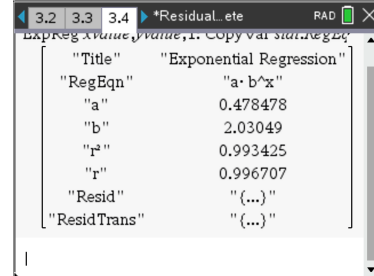 3.2 3.3 3.4 *Residual...ete RAD
ExpReg xvalue,yvalue,1: CopyVar stat.RegEq
"Title" "Exponential Regression"
"RegEqn" "a·b^x"
"a" 0.478478
"b" 2.03049
"r²" 0.993425
"r" 0.996707
"Resid" "{...}"
"ResidTrans" "{...}"